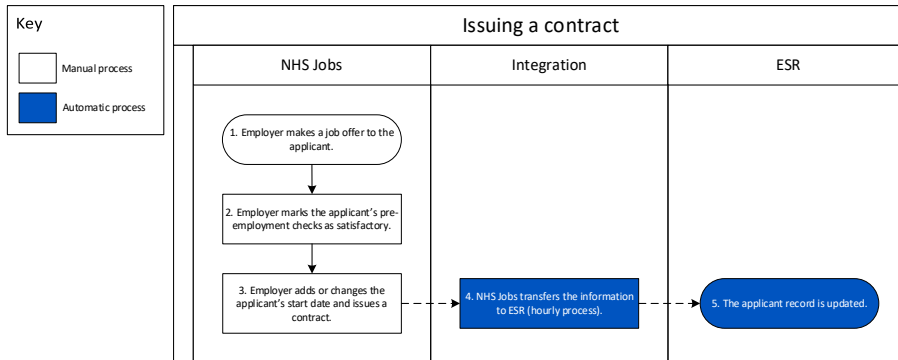 Key
Manual process
Automatic process
Issuing a contract
NHS Jobs
Integration
ESR
1. Employer makes a job offer to the
applicant.
2. Employer marks the applicant's pre-
employment checks as satisfactory.
3. Employer adds or changes the
applicant's start date and issues a
contract.
4. NHS Jobs transfers the information
to ESR (hourly process).
5. The applicant record is updated.